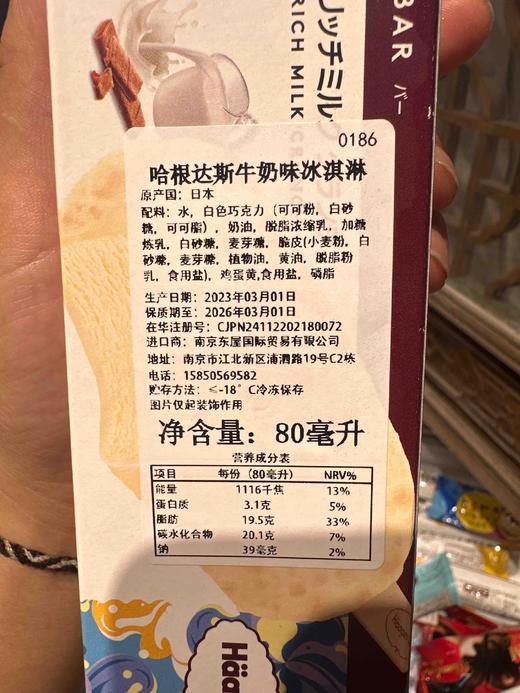 リッチミルク
RICH MILK
BAR バー
0186
哈根达斯牛奶味冰淇淋
原产国：日本
配料：水，白色巧克力（可可粉，白砂
糖，可可脂），奶油，脱脂浓缩乳，加糖
炼乳，白砂糖，麦芽糖，脆皮(小麦粉，白
砂糖，麦芽糖，植物油，黄油，脱脂粉
乳，食用盐)，鸡蛋黄,食用盐，磷脂
生产日期：2023年03月01日
保质期至：2026年03月01日
在华注册号：CJPN24112202180072
进口商：南京东屋国际贸易有限公司
地址：南京市江北新区浦泗路19号C2栋
电话：15850569582
贮存方法：≤-18°C冷冻保存
图片仅起装饰作用
净含量：80毫升
营养成分表
项目 每份（80毫升） NRV%
能量 1116千焦 13%
蛋白质 3.1克 5%
脂肪 19.5克 33%
碳水化合物 20.1克 7%
钠 39毫克 2%
Häa